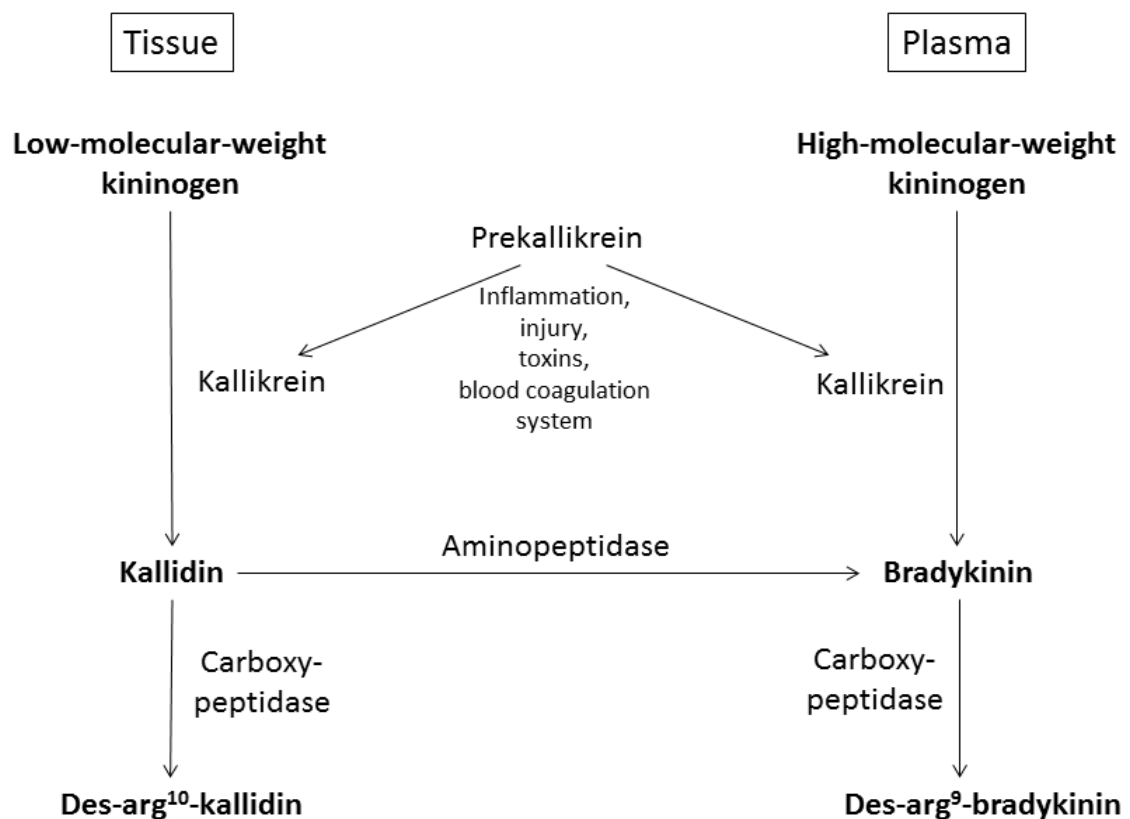 Tissue
Plasma
Low-molecular-weight
kininogen
High-molecular-weight
kininogen
Prekallikrein
Inflammation,
injury,
toxins,
blood coagulation
system
Kallikrein
Kallikrein
Aminopeptidase
Kallidin
Bradykinin
Carboxy-
peptidase
Carboxy-
peptidase
Des-arg¹⁰-kallidin
Des-arg⁹-bradykinin